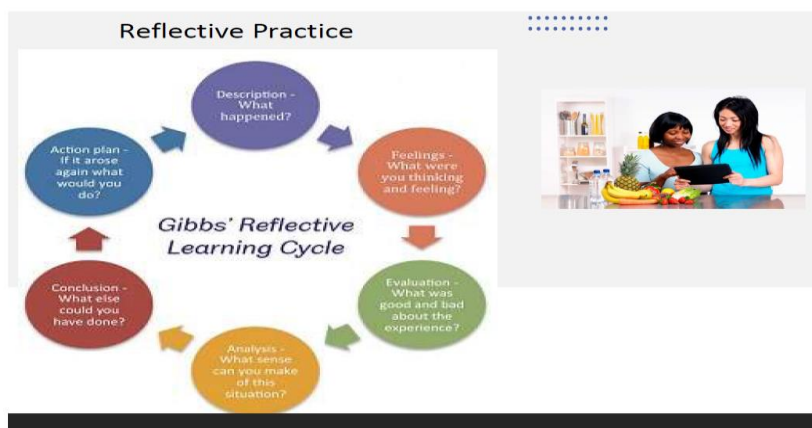 Reflective Practice
Description -
What
happened?
Feelings -
What were
you thinking
and feeling?
Evaluation -
What was
good and bad
about the
experience?
Analysis -
What sense
can you make
of this
situation?
Conclusion -
What else
could you
have done?
Action plan -
If it arose
again what
would you
do?
Gibbs' Reflective
Learning Cycle